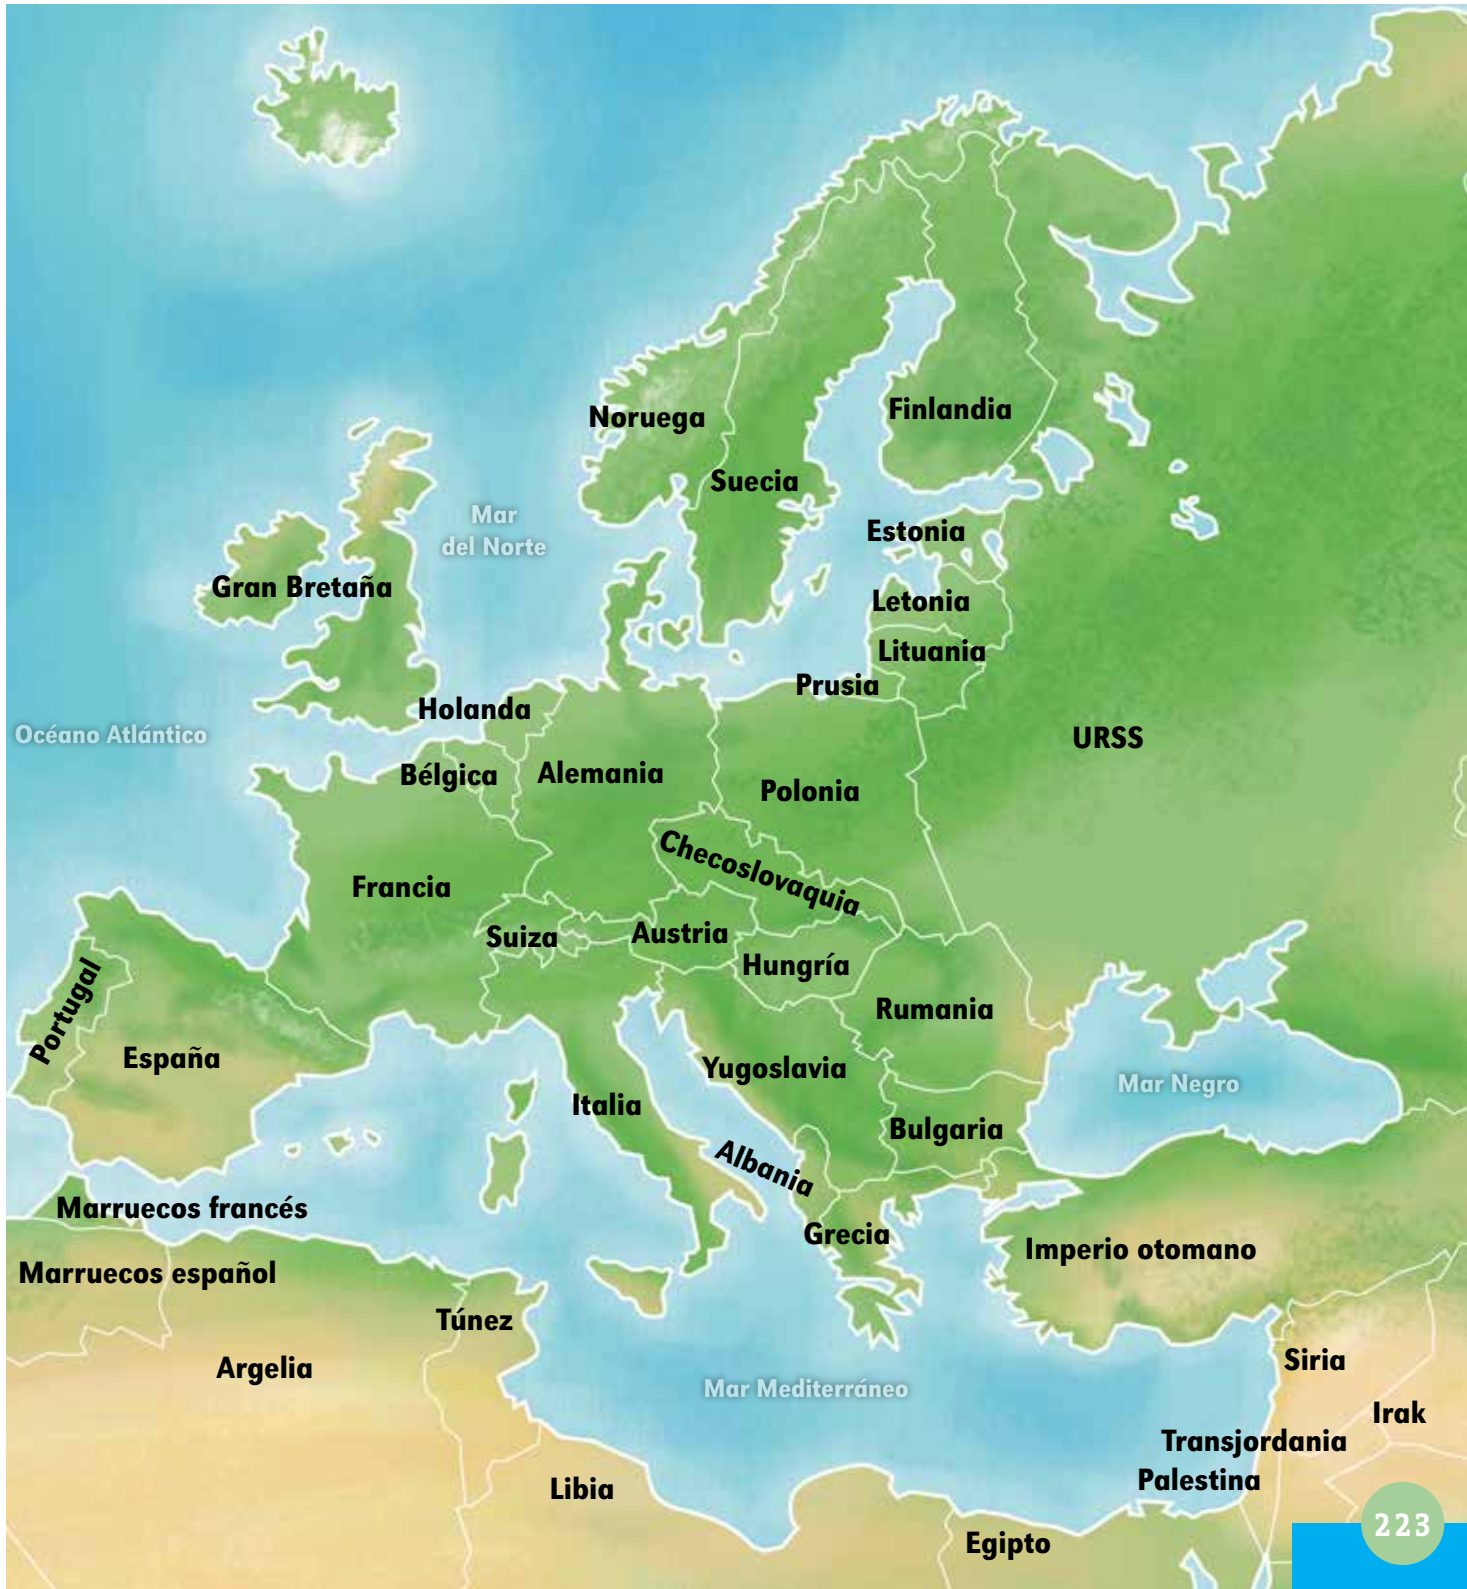 Noruega
Finlandia
Suecia
Mar
del Norte
Estonia
Gran Bretaña
Letonia
Lituania
Prusia
Holanda
Océano Atlántico
URSS
Bélgica
Alemania
Polonia
Checoslovaquia
Francia
Suiza
Austria
Hungría
Portugal
España
Rumania
Yugoslavia
Mar Negro
Italia
Bulgaria
Albania
Marruecos francés
Grecia
Imperio otomano
Marruecos español
Túnez
Argelia
Siria
Mar Mediterráneo
Irak
Transjordania
Palestina
Libia
Egipto
223